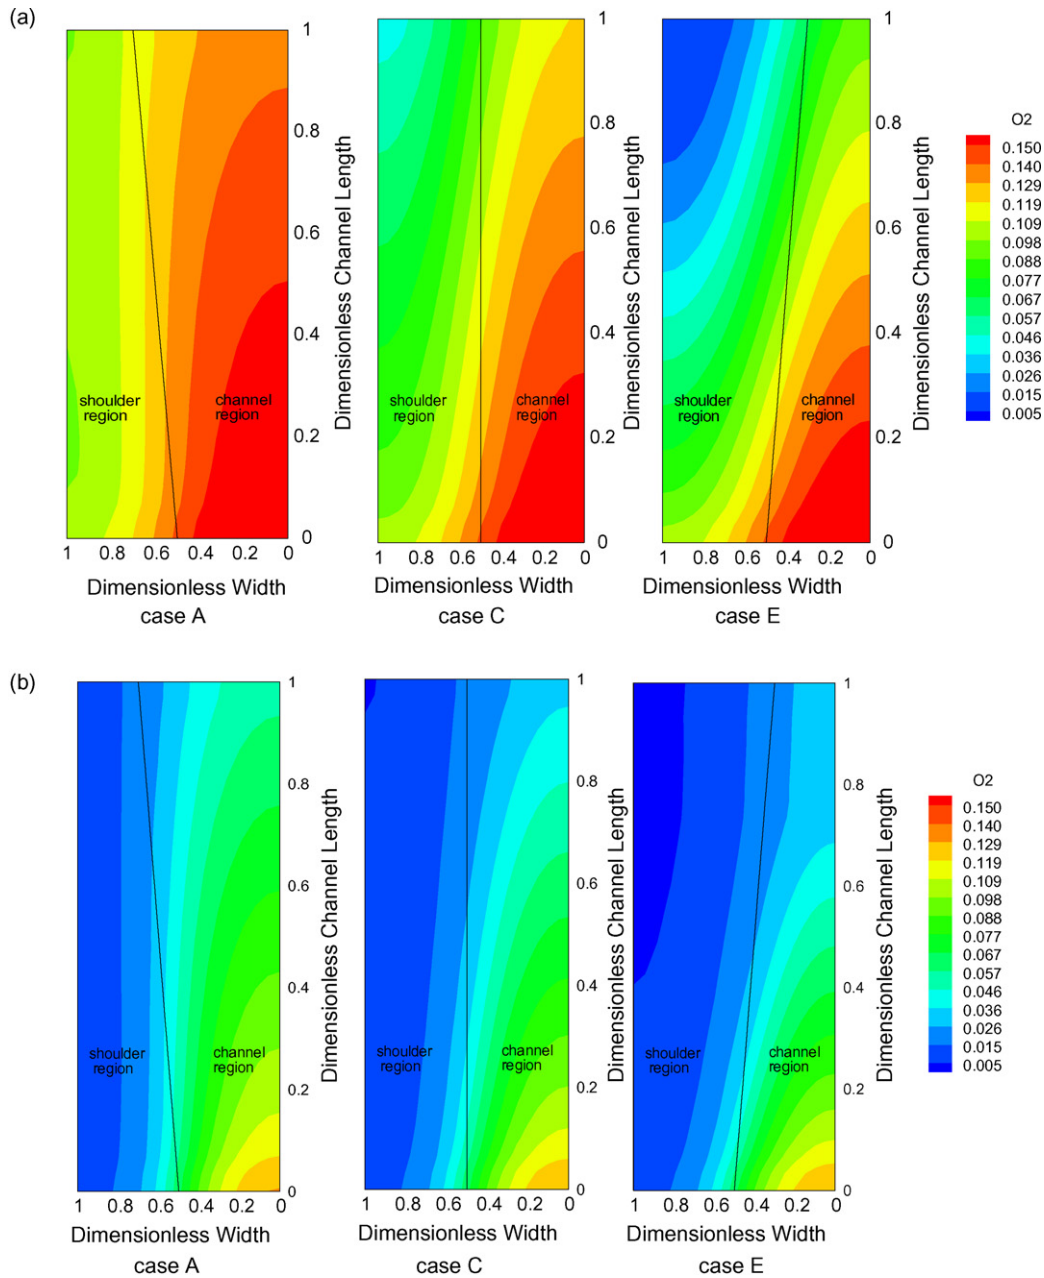 (a)
1
0.8
0.6
0.4
0.2
0
Dimensionless Channel Length
shoulder
region
channel
region
1 0.8 0.6 0.4 0.2 0
Dimensionless Width
case A
1
0.8
0.6
0.4
0.2
0
Dimensionless Channel Length
shoulder
region
channel
region
1 0.8 0.6 0.4 0.2 0
Dimensionless Width
case C
1
0.8
0.6
0.4
0.2
0
Dimensionless Channel Length
shoulder
region
channel
region
1 0.8 0.6 0.4 0.2 0
Dimensionless Width
case E
O2
0.150
0.140
0.129
0.119
0.109
0.098
0.088
0.077
0.067
0.057
0.046
0.036
0.026
0.015
0.005
(b)
1
0.8
0.6
0.4
0.2
0
Dimensionless Channel Length
shoulder
region
channel
region
1 0.8 0.6 0.4 0.2 0
Dimensionless Width
case A
1
0.8
0.6
0.4
0.2
0
Dimensionless Channel Length
shoulder
region
channel
region
1 0.8 0.6 0.4 0.2 0
Dimensionless Width
case C
1
0.8
0.6
0.4
0.2
0
Dimensionless Channel Length
shoulder
region
channel
region
1 0.8 0.6 0.4 0.2 0
Dimensionless Width
case E
O2
0.150
0.140
0.129
0.119
0.109
0.098
0.088
0.077
0.067
0.057
0.046
0.036
0.026
0.015
0.005